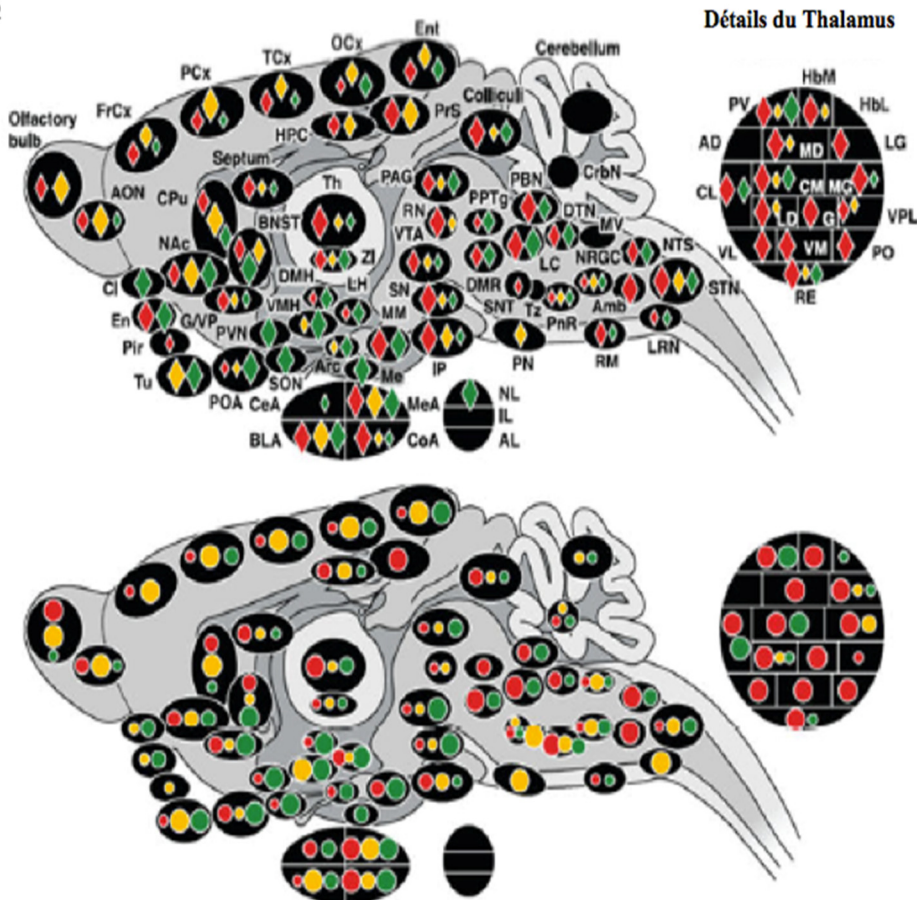 Détails du Thalamus
Ent
OCx
TCx
PCx
FrCx
Olfactory
bulb
AON
HPC
PrS
Colliculi
Cerebellum
CrbN
Septum
CPu
Th
BNST
ZI
NAc
PAG
PPTg
PBN
DTN
MV
RN
VTA
LC
NRGC
NTS
STN
DMH
LH
VMH
SN
DMR
SNT
Tz
PnR
Amb
Cl
En
G/VP
PVN
MM
Pir
Tu
POA
SON
Arc
Me
IP
PN
RM
LRN
CeA
MeA
BLA
CoA
NL
IL
AL
HbM
PV
HbL
AD
MD
LG
CL
CM
MG
LD
G
VPL
VL
VM
PO
RE